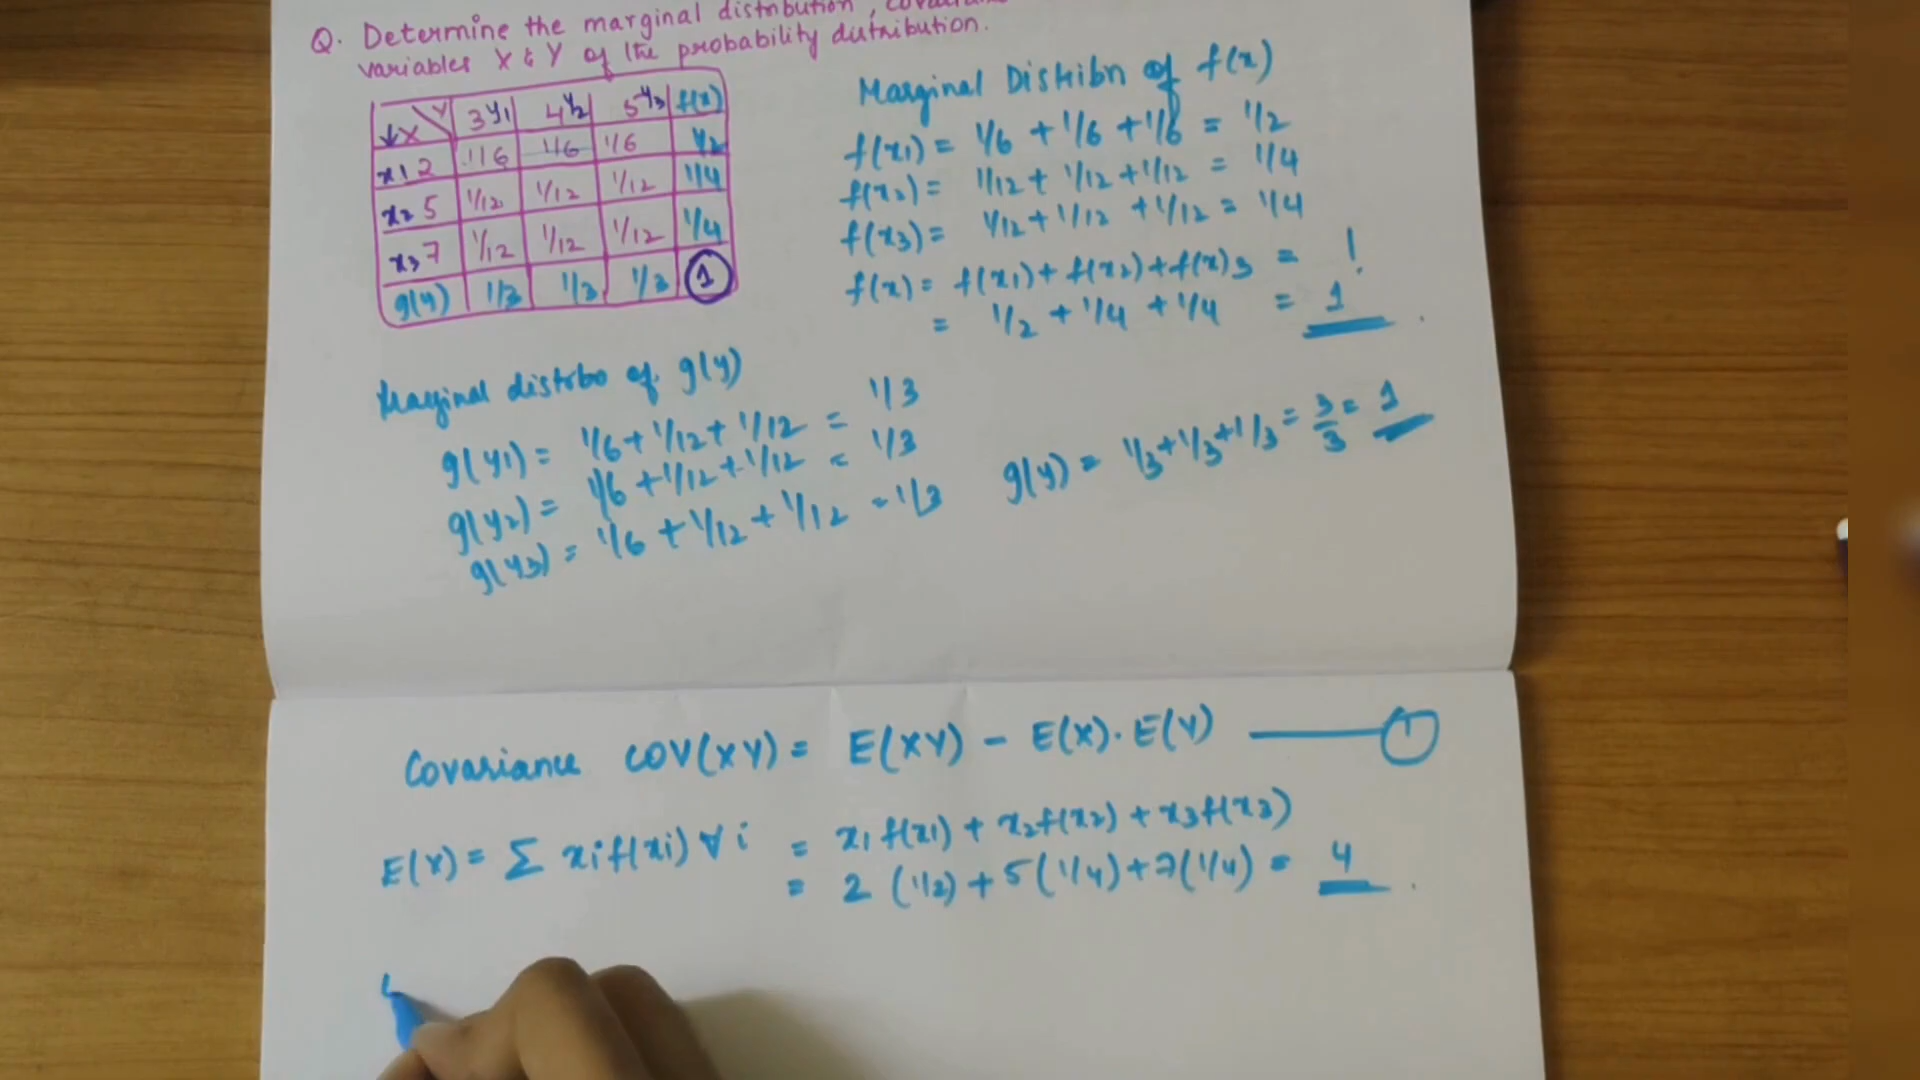 Q. Determine the marginal distribution,
variables X & Y of the probability dutribution.
↓X Y 3 y1 4 y2 5 y3 f(x)
x1 2 1/6 1/6 1/6 1/2
x2 5 1/12 1/12 1/12 1/4
x3 7 1/12 1/12 1/12 1/4
g(y) 1/3 1/3 1/3 1
Marginal Distribn of f(x)
f(x1) = 1/6 + 1/6 + 1/6 = 1/2
f(x2) = 1/12 + 1/12 + 1/12 = 1/4
f(x3) = 1/12 + 1/12 + 1/12 = 1/4
f(x) = f(x1) + f(x2) + f(x)3 = !
= 1/2 + 1/4 + 1/4 = 1
Marginal distrbo of g(y)
g(y1) = 1/6 + 1/12 + 1/12 = 1/3
g(y2) = 1/6 + 1/12 + 1/12 = 1/3
g(y3) = 1/6 + 1/12 + 1/12 = 1/3
g(y) = 1/3 + 1/3 + 1/3 = 3/3 = 1
Covariance COV(XY) = E(XY) - E(X). E(Y) ——— 1
E(X) = Σ xi f(xi) ∀ i = x1 f(x1) + x2 f(x2) + x3 f(x3)
= 2 (1/2) + 5 (1/4) + 7 (1/4) = 4